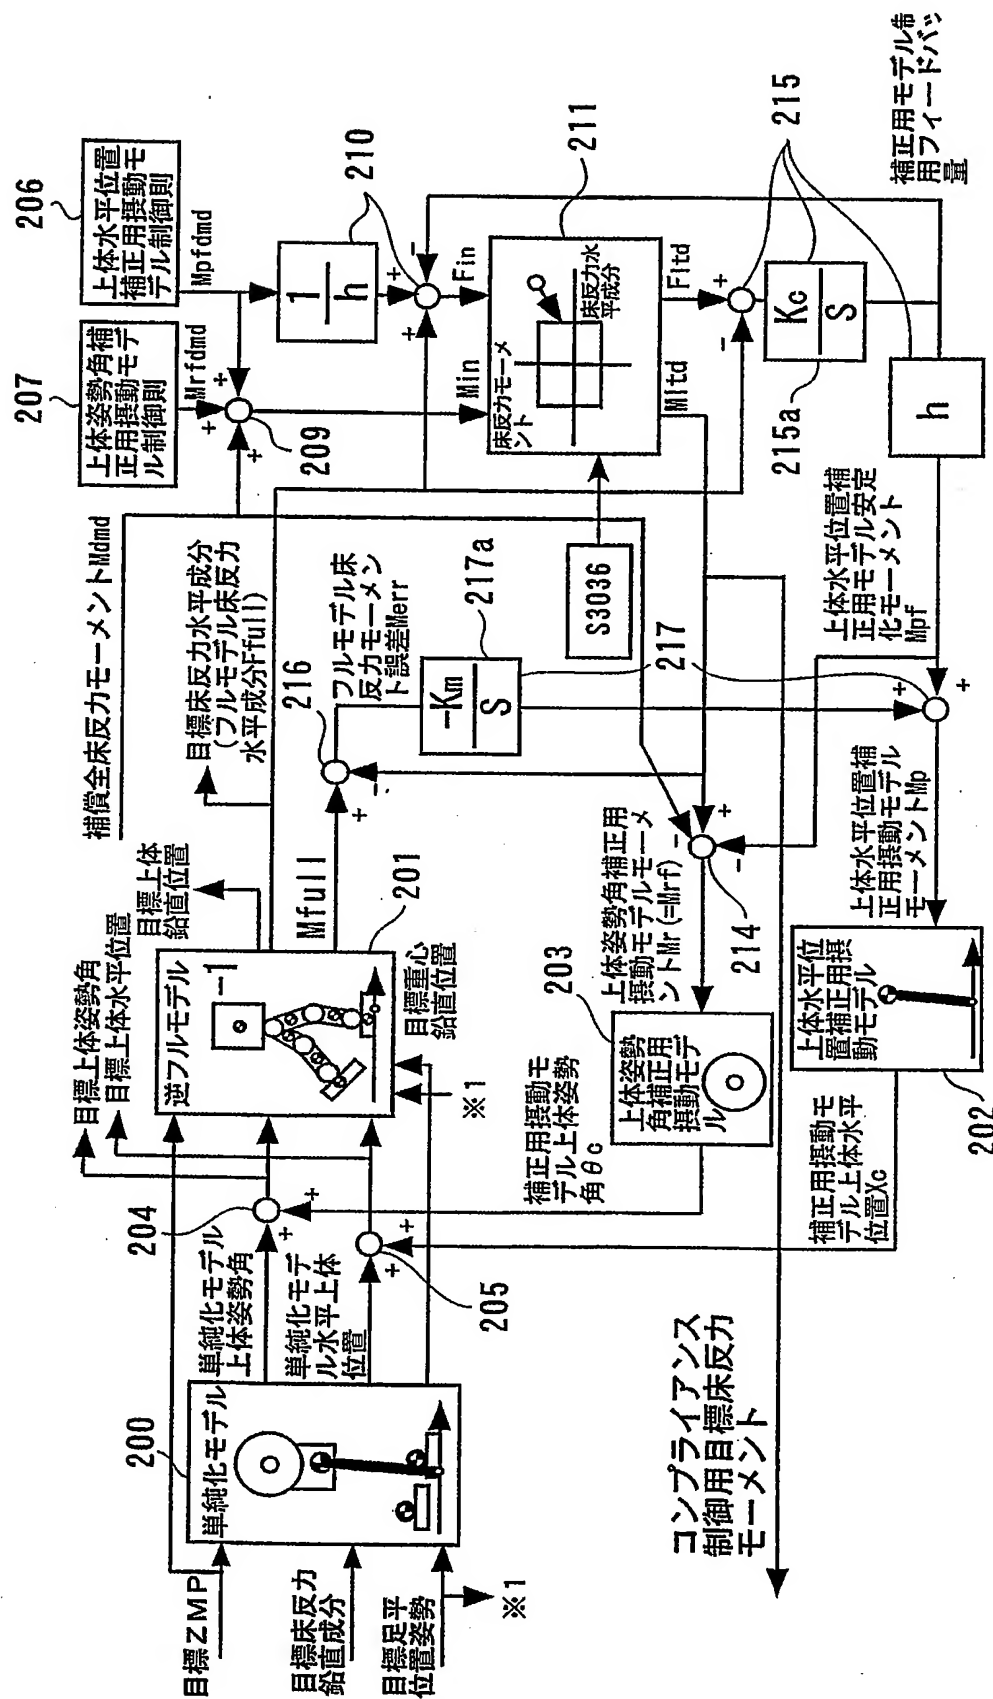 206
上体水平位置
補正用摂動モ
デル制御則
Mpfdmd
207
上体姿勢角補
正用摂動モデ
ル制御則
Mrfdmd
+
+
+
209
210
1
h
+
+
-
Fin
Min
211
床反力モーメ
ント
床反力水
平成分
Fltd
Mltd
S3036
215
+
-
Kc
S
215a
h
補正用モデル制
用フィードバッ
量
補償全床反力モーメントMdmd
目標床反力水平成分
(フルモデル床反力
水平成分Ffull)
フルモデル床
反力モーメン
ト誤差Merr
216
+
-
217a
-Km
S
217
上体水平位置補
正用モデル安定
化モーメント
Mpf
+
+
目標上体姿勢角
目標上体水平位置
目標上体
鉛直位置
Mfull
201
逆フルモデル
-1
目標重心
鉛直位置
※1
上体姿勢角補正用
摂動モデルモーメ
ントMr(=Mrf)
-
+
-
214
上体水平位置補
正用摂動モデル
モーメントMp
203
上体姿勢
角補正用
摂動モデ
ル
補正用摂動モ
デル上体姿勢
角θc
上体水平位
置補正用摂
動モデル
202
補正用摂動モ
デル上体水平
位置Xc
204
+
+
205
+
+
単純化モデル
上体姿勢角
単純化モデ
ル水平上体
位置
200
単純化モデル
目標ZMP
目標床反力
鉛直成分
目標足平
位置姿勢
※1
コンプライアンス
制御用目標床反力
モーメント